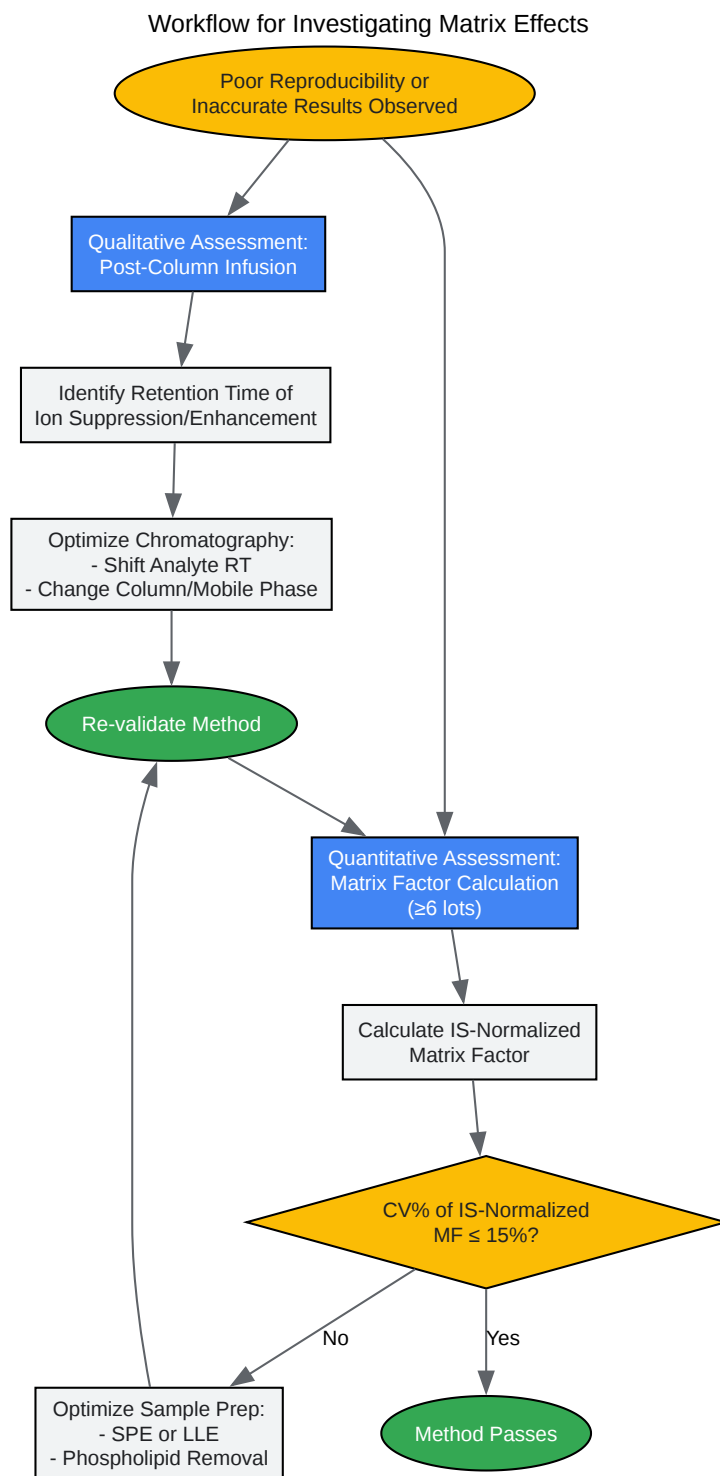 Workflow for Investigating Matrix Effects
Poor Reproducibility or
Inaccurate Results Observed
Qualitative Assessment:
Post-Column Infusion
Identify Retention Time of
Ion Suppression/Enhancement
Optimize Chromatography:
- Shift Analyte RT
- Change Column/Mobile Phase
Re-validate Method
Quantitative Assessment:
Matrix Factor Calculation
(≥6 lots)
Calculate IS-Normalized
Matrix Factor
CV% of IS-Normalized
MF ≤ 15%?
No
Yes
Optimize Sample Prep:
- SPE or LLE
- Phospholipid Removal
Method Passes